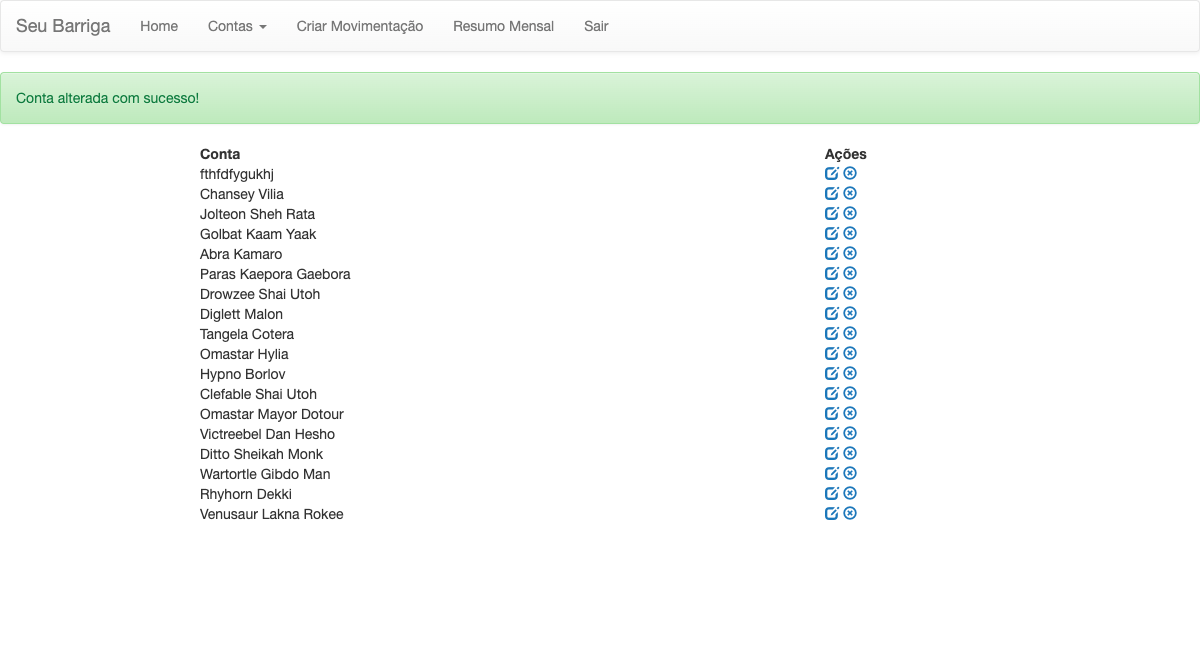 Seu Barriga Home Contas Criar Movimentação Resumo Mensal Sair
Conta alterada com sucesso!
Conta Ações
fthfdfygukhj
Chansey Vilia
Jolteon Sheh Rata
Golbat Kaam Yaak
Abra Kamaro
Paras Kaepora Gaebora
Drowzee Shai Utoh
Diglett Malon
Tangela Cotera
Omastar Hylia
Hypno Borlov
Clefable Shai Utoh
Omastar Mayor Dotour
Victreebel Dan Hesho
Ditto Sheikah Monk
Wartortle Gibdo Man
Rhyhorn Dekki
Venusaur Lakna Rokee